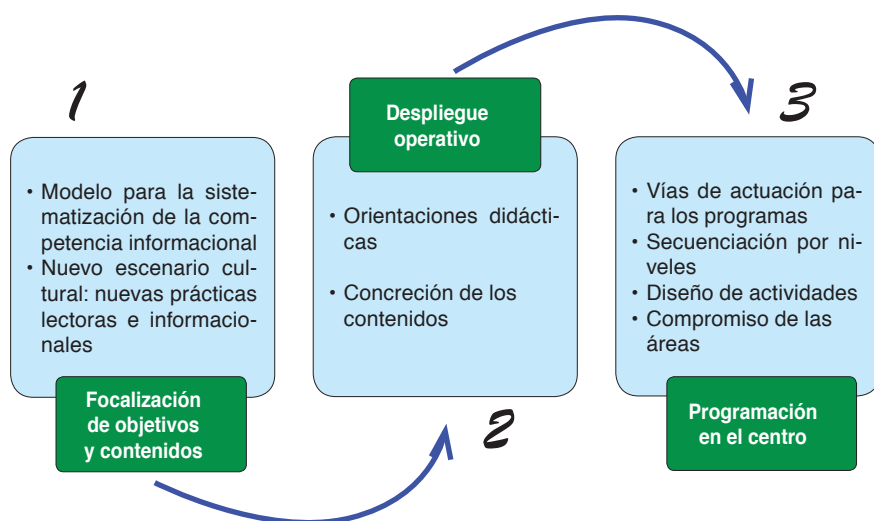 1
• Modelo para la siste-
matización de la com-
petencia informacional
• Nuevo escenario cul-
tural: nuevas prácticas
lectoras e informacio-
nales
Focalización
de objetivos
y contenidos
Despliegue
operativo
• Orientaciones didácti-
cas
• Concreción de los
contenidos
2
3
• Vías de actuación pa-
ra los programas
• Secuenciación por ni-
veles
• Diseño de actividades
• Compromiso de las
áreas
Programación
en el centro